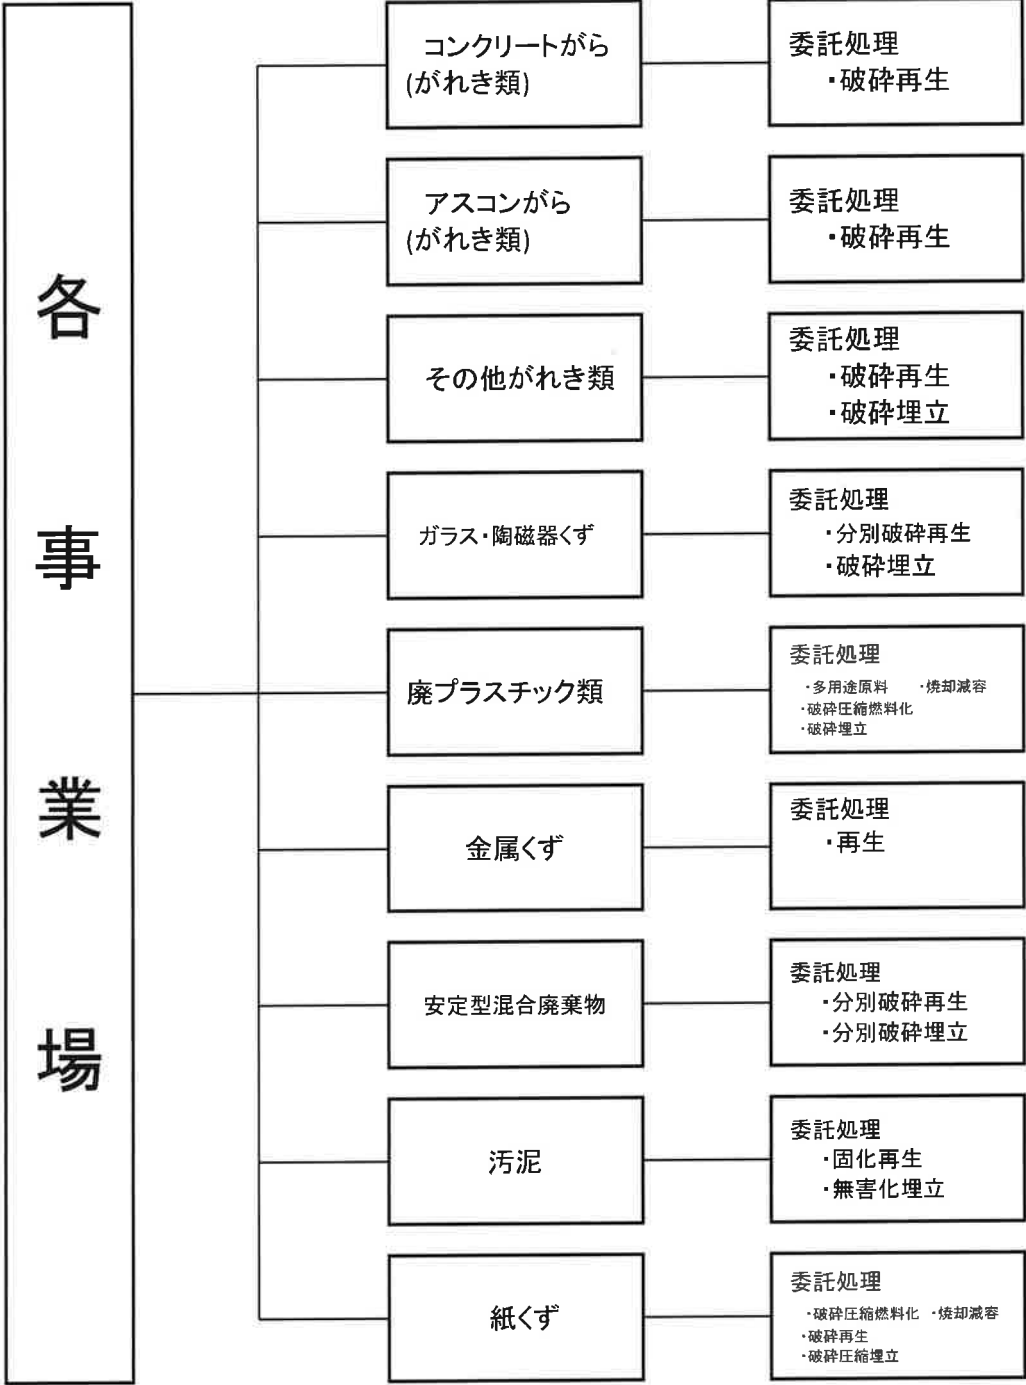 各事業場
コンクリートがら
(がれき類)
委託処理
・破砕再生
アスコンがら
(がれき類)
委託処理
・破砕再生
その他がれき類
委託処理
・破砕再生
・破砕埋立
ガラス・陶磁器くず
委託処理
・分別破砕再生
・破砕埋立
廃プラスチック類
委託処理
・多用途原料 ・焼却減容
・破砕圧縮燃料化
・破砕埋立
金属くず
委託処理
・再生
安定型混合廃棄物
委託処理
・分別破砕再生
・分別破砕埋立
汚泥
委託処理
・固化再生
・無害化埋立
紙くず
委託処理
・破砕圧縮燃料化 ・焼却減容
・破砕再生
・破砕圧縮埋立